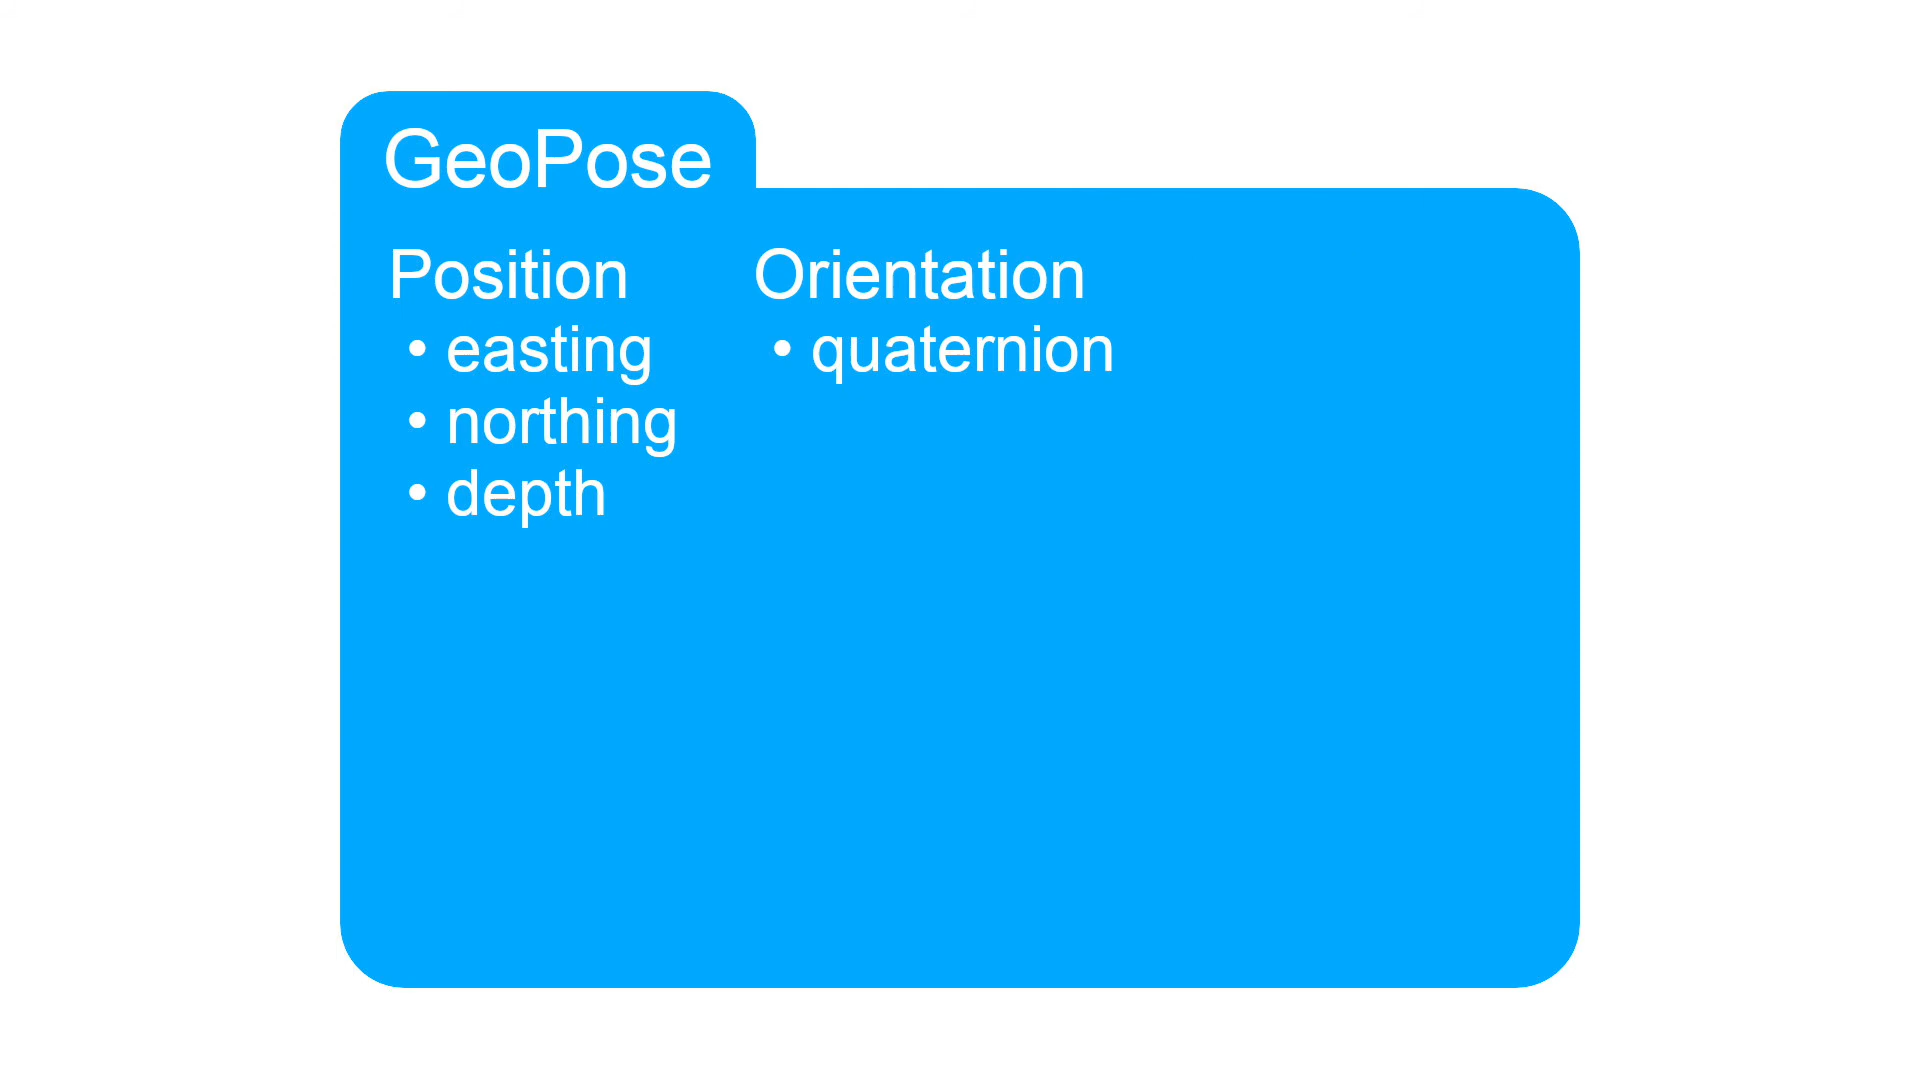 GeoPose
Position
• easting
• northing
• depth
Orientation
• quaternion